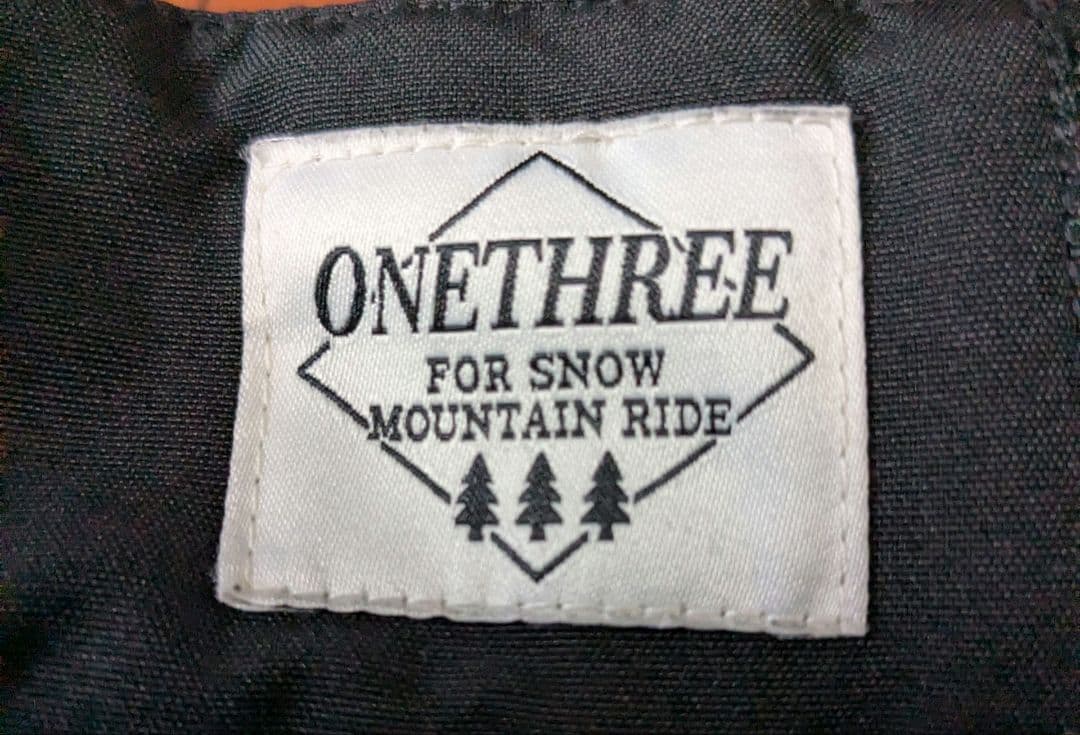 ONETHREE
FOR SNOW
MOUNTAIN RIDE